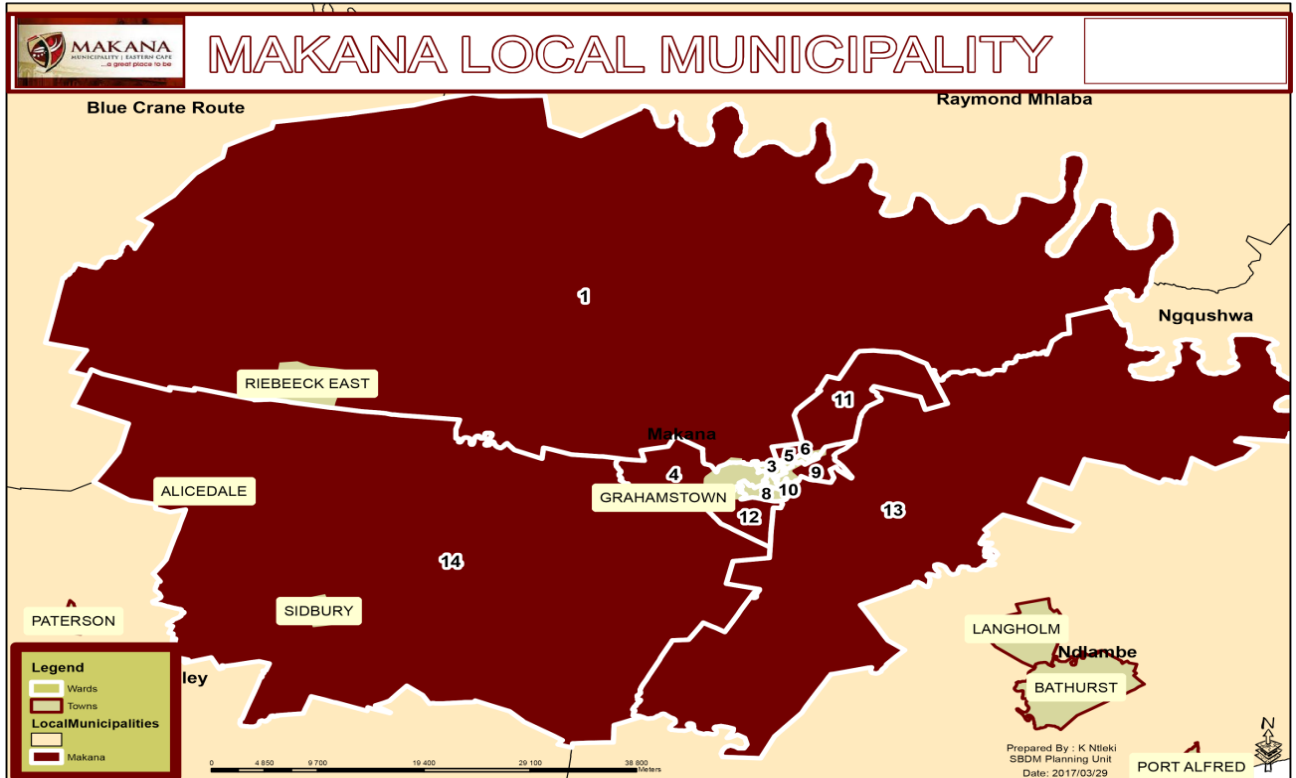 MAKANA
MUNICIPALITY | EASTERN CAPE
...a great place to be
MAKANA LOCAL MUNICIPALITY
Blue Crane Route
Raymond Mhlaba
1
Ngqushwa
RIEBEECK EAST
11
Makana
6
5
3
4
9
ALICEDALE
GRAHAMSTOWN
10
8
12
13
14
SIDBURY
PATERSON
LANGHOLM
Ndlambe
BATHURST
ley
Legend
Wards
Towns
LocalMunicipalities
Makana
0 4 850 9 700 19 400 29 100 38 800
Meters
N
Prepared By : K Ntleki
SBDM Planning Unit
Date: 2017/03/29
PORT ALFRED